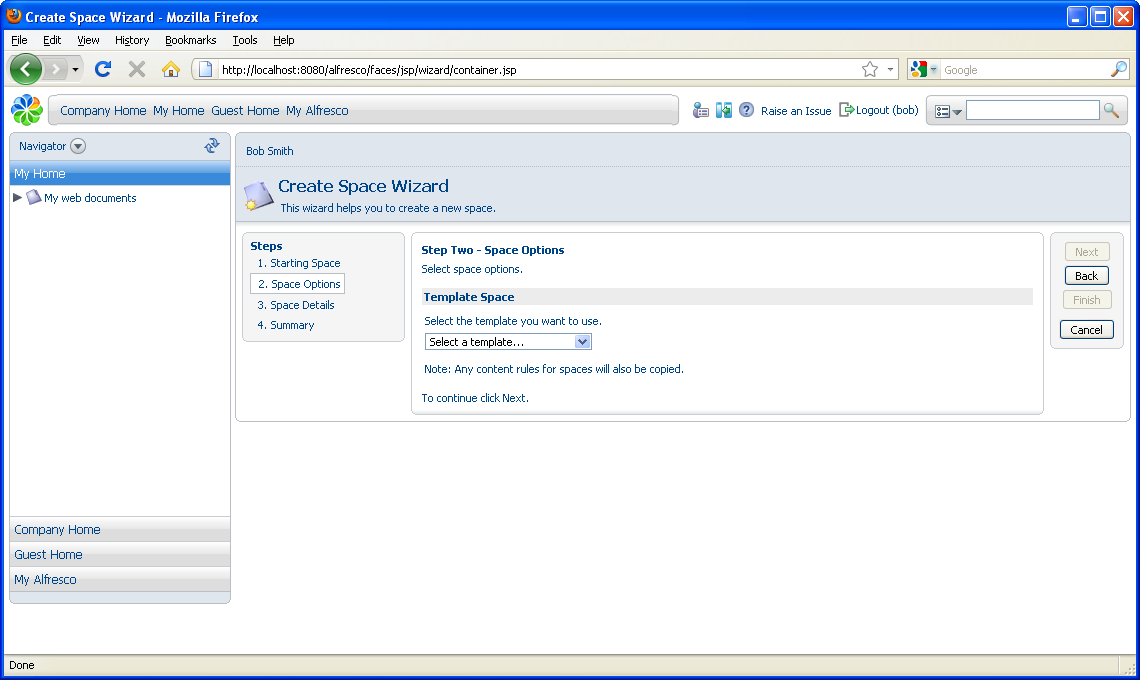 Create Space Wizard - Mozilla Firefox
File Edit View History Bookmarks Tools Help
http://localhost:8080/alfresco/faces/jsp/wizard/container.jsp
Google
Company Home My Home Guest Home My Alfresco
Raise an Issue Logout (bob)
Navigator
My Home
My web documents
Company Home
Guest Home
My Alfresco
Bob Smith
Create Space Wizard
This wizard helps you to create a new space.
Steps
1. Starting Space
2. Space Options
3. Space Details
4. Summary
Step Two - Space Options
Select space options.
Template Space
Select the template you want to use.
Select a template...
Note: Any content rules for spaces will also be copied.
To continue click Next.
Next
Back
Finish
Cancel
Done